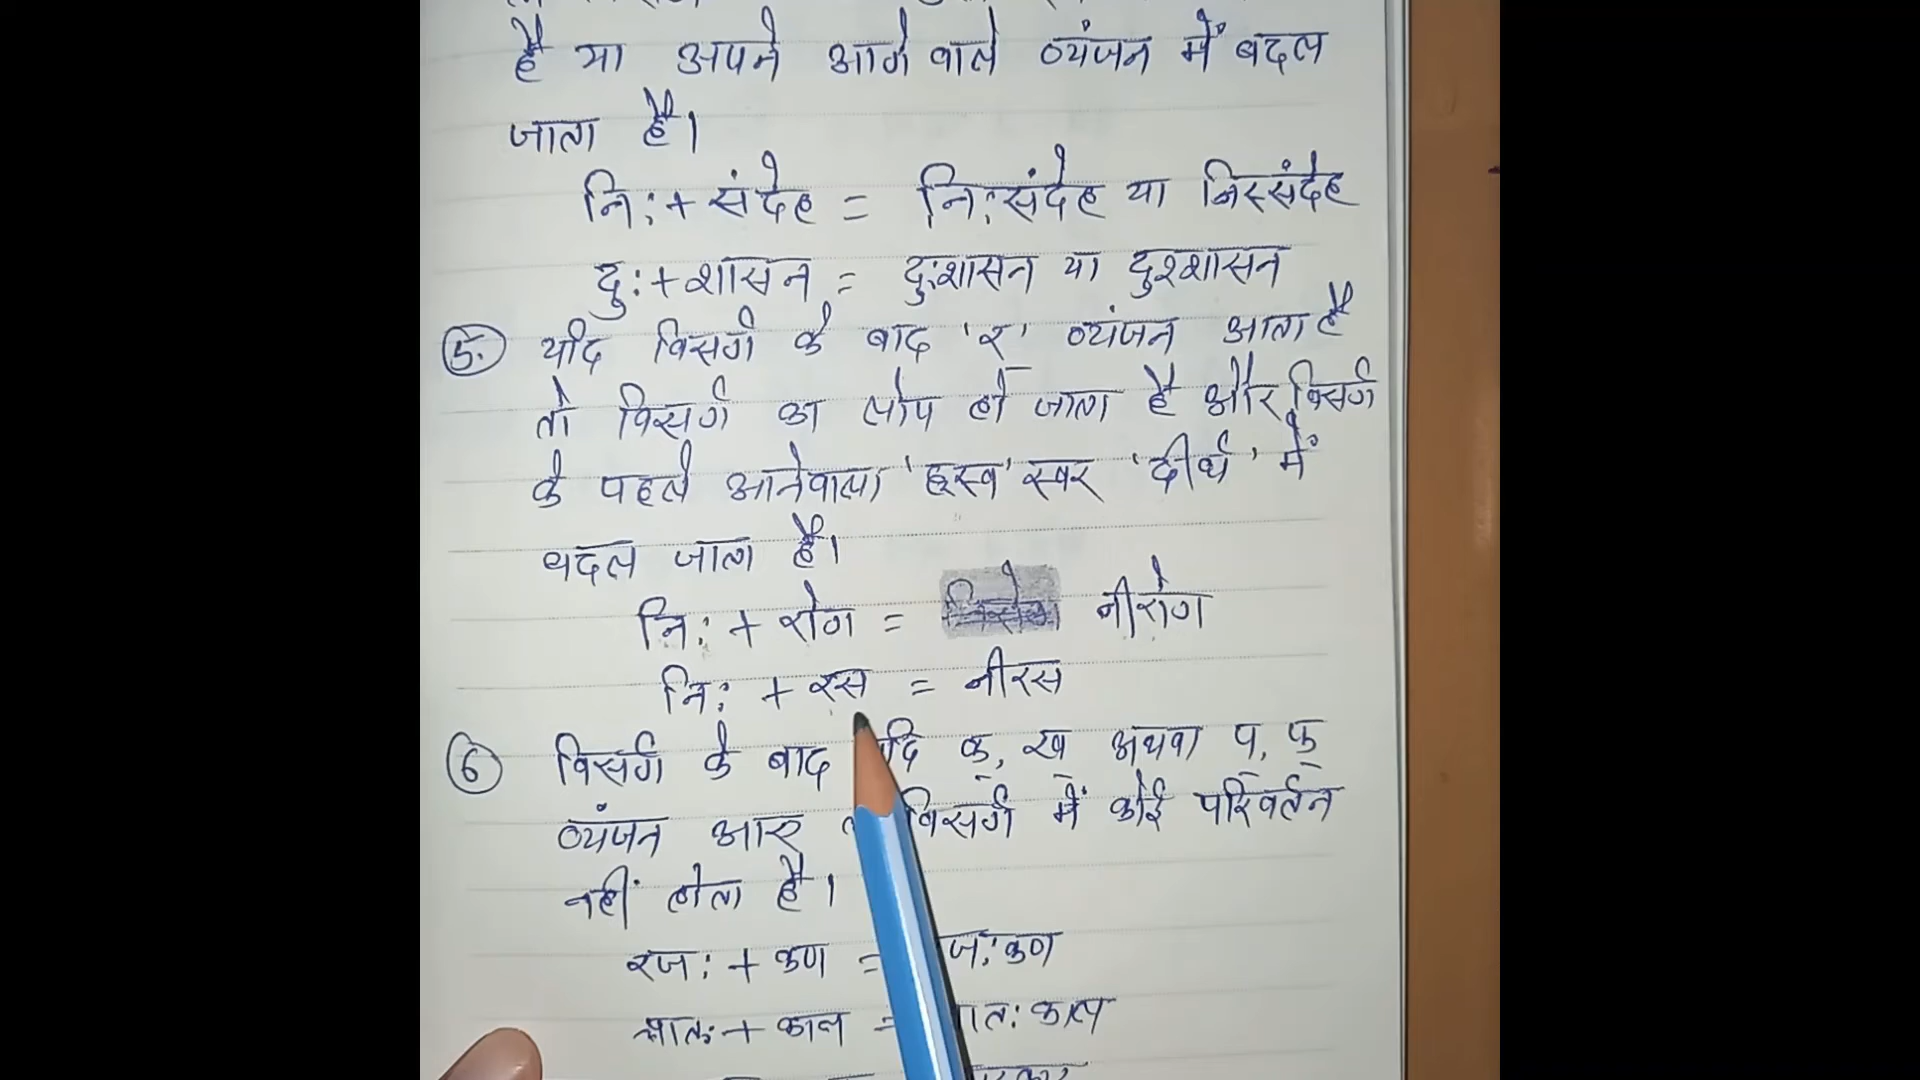 है या अपने आगे वाले व्यंजन में बदल
जाता है।
नि: + संदेह = नि:संदेह या निस्संदेह
दु: + शासन = दु:शासन या दुश्शासन
5. यदि विसर्ग के बाद 'र' व्यंजन आता है
तो विसर्ग का लोप हो जाता है और विसर्ग
के पहले आनेवाला 'ह्रस्व' स्वर 'दीर्घ' में
बदल जाता है।
नि: + रोग = नीरोग
नि: + रस = नीरस
6 विसर्ग के बाद दि क्, ख् अथवा प्, फ्
व्यंजन आए विसर्ग में कोई परिवर्तन
नहीं होता है।
रज: + कण = ज:कण
प्रात: + काल = ात:काल